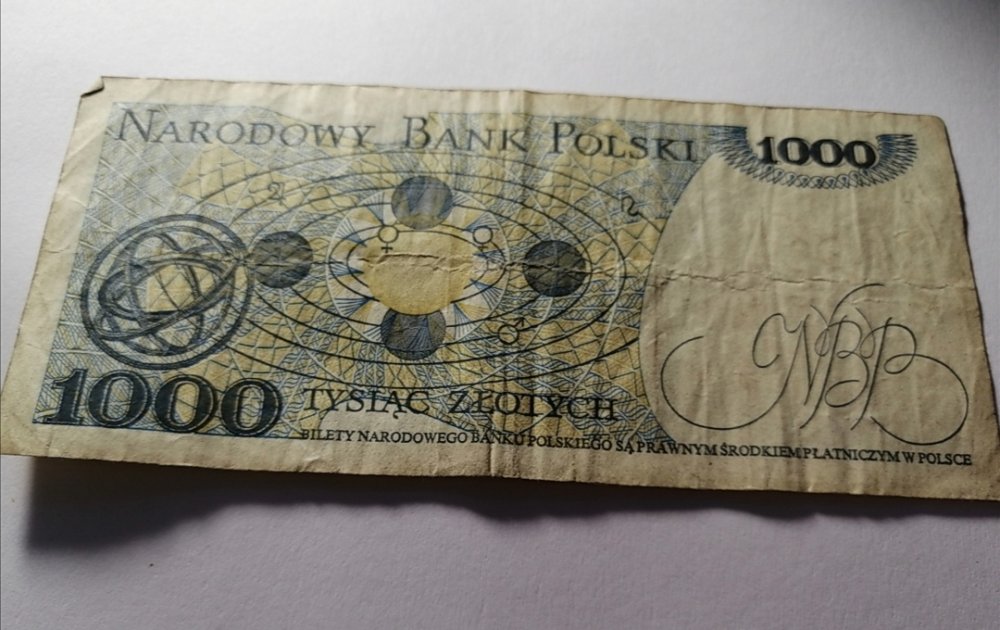 NARODOWY BANK POLSKI
1000
NBP
1000
TYSIĄC ZŁOTYCH
BILETY NARODOWEGO BANKU POLSKIEGO SĄ PRAWNYM ŚRODKIEM PŁATNICZYM W POLSCE